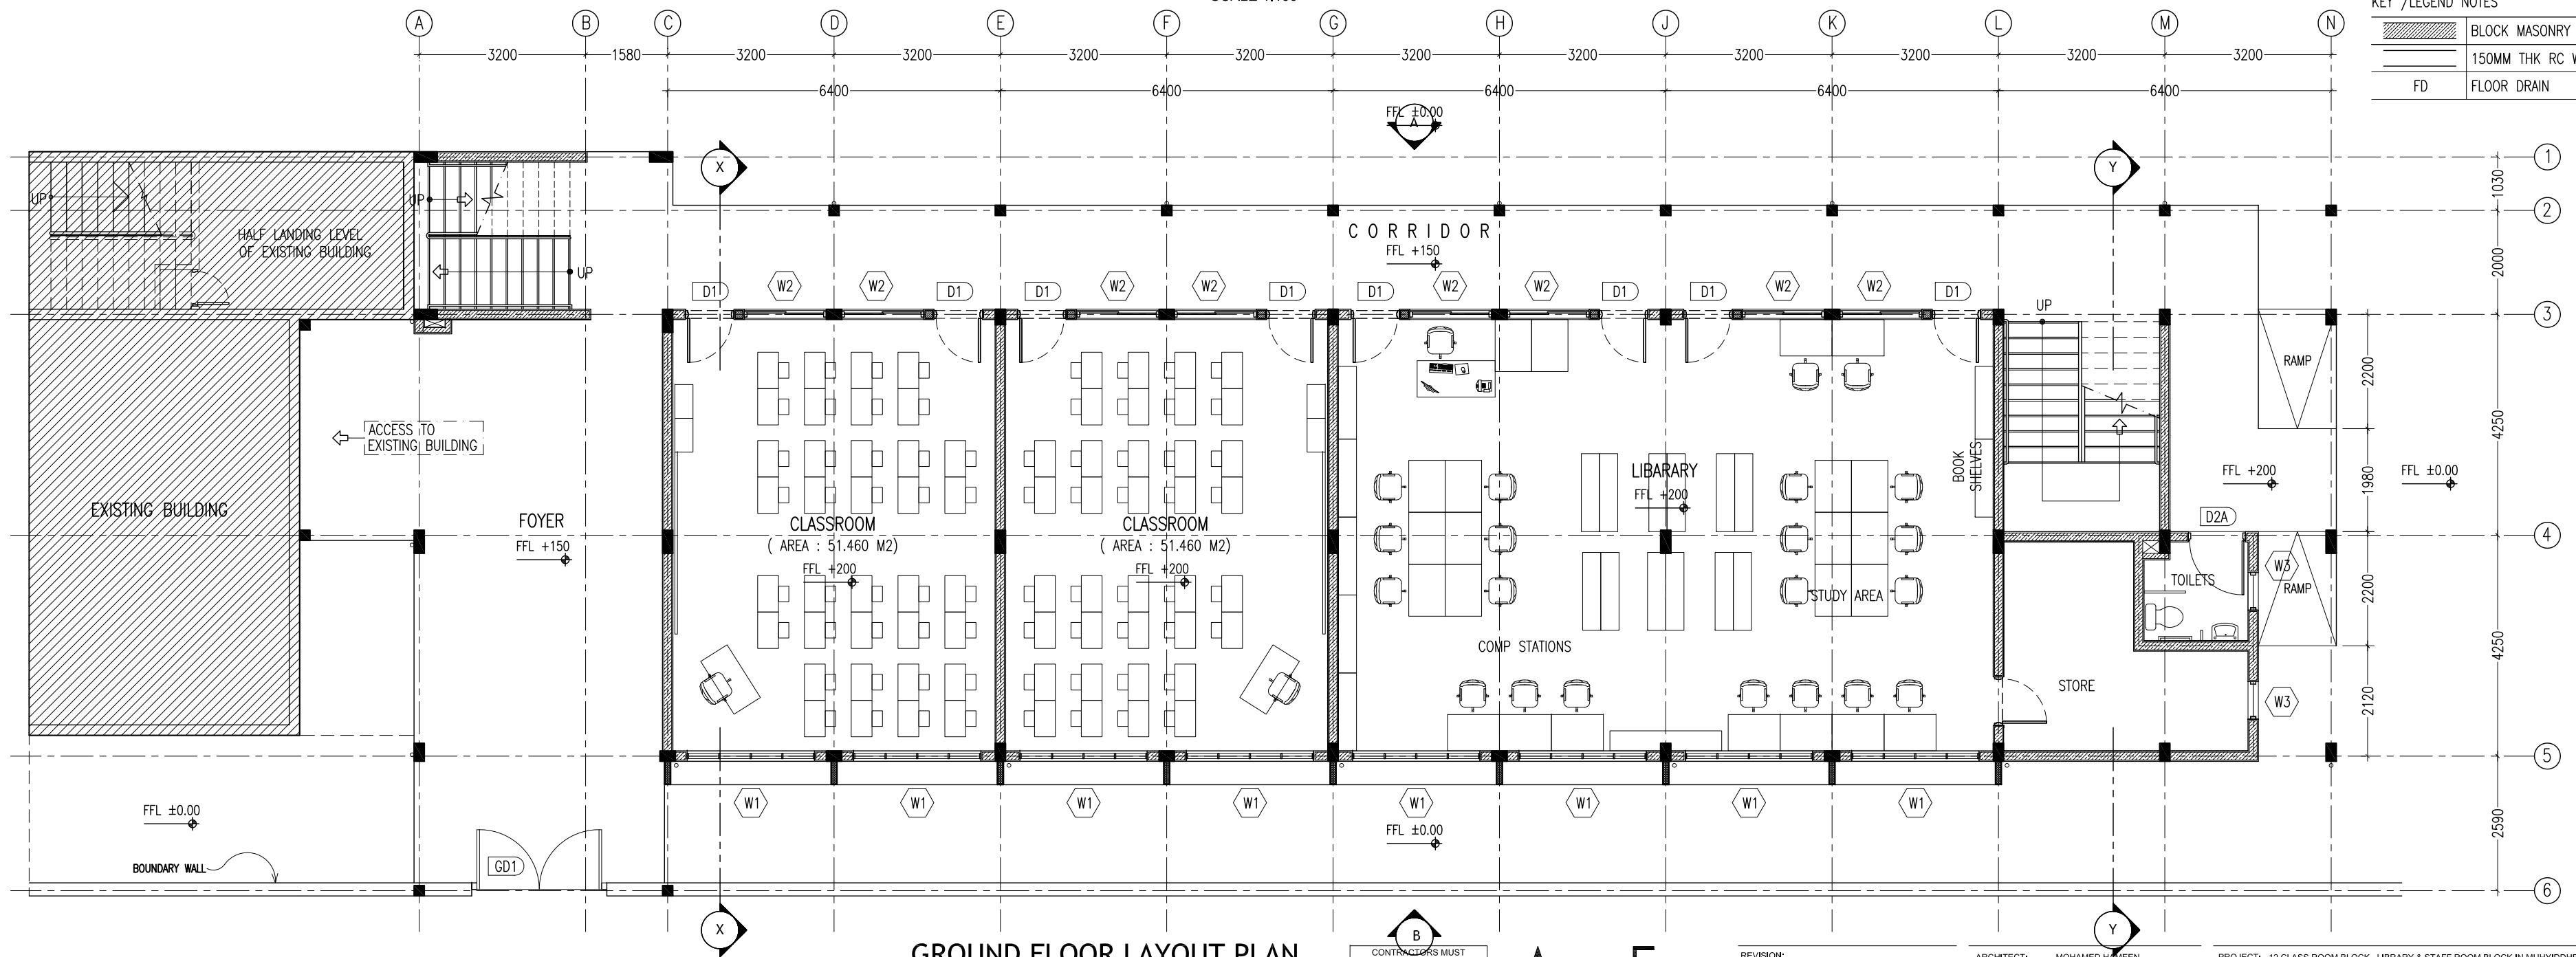 KEY /LEGEND NOTES
BLOCK MASONRY
150MM THK RC
FD FLOOR DRAIN
A B C D E F G H J K L M N
3200 1580 3200 3200 3200 3200 3200 3200 3200 3200 3200 3200
6400 6400 6400 6400 6400
FFL ±0.00
A
X Y
1
1030
2
CORRIDOR
FFL +150
2000
UP UP
HALF LANDING LEVEL
OF EXISTING BUILDING
UP
D1 W2 W2 D1 D1 W2 W2 D1 D1 W2 W2 D1 D1 W2 W2 D1
UP
3
RAMP
2200
4250
ACCESS TO
EXISTING BUILDING
BOOK
SHELVES
LIBARARY
FFL +200
FFL +200
FFL ±0.00
1980
EXISTING BUILDING
FOYER
FFL +150
CLASSROOM
( AREA : 51.460 M2)
FFL +200
CLASSROOM
( AREA : 51.460 M2)
FFL +200
D2A
4
TOILETS
W3
RAMP
2200
STUDY AREA
COMP STATIONS
4250
STORE
W3
2120
5
W1 W1 W1 W1 W1 W1 W1 W1
FFL ±0.00
FFL ±0.00
2590
BOUNDARY WALL
GD1
6
X B Y
GROUND FLOOR LAYOUT PLAN
CONTRACTORS MUST
REVISION:
ARCHITECT: MOHAMED HAMEEN